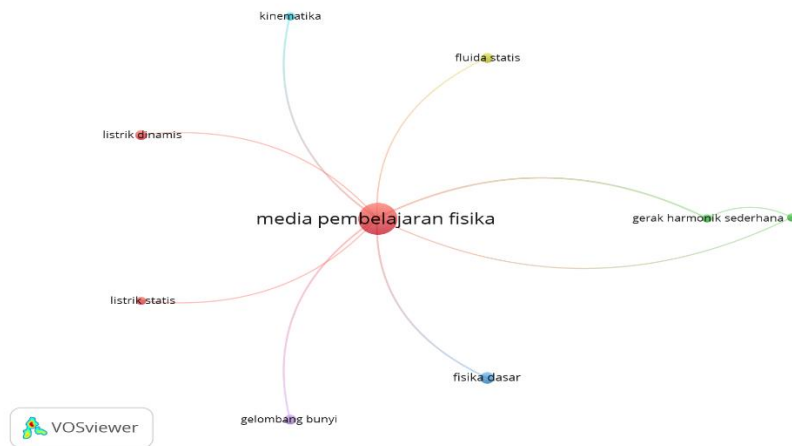 kinematika
fluida statis
listrik dinamis
media pembelajaran fisika
gerak harmonik sederhana
listrik statis
fisika dasar
gelombang bunyi
VOSviewer